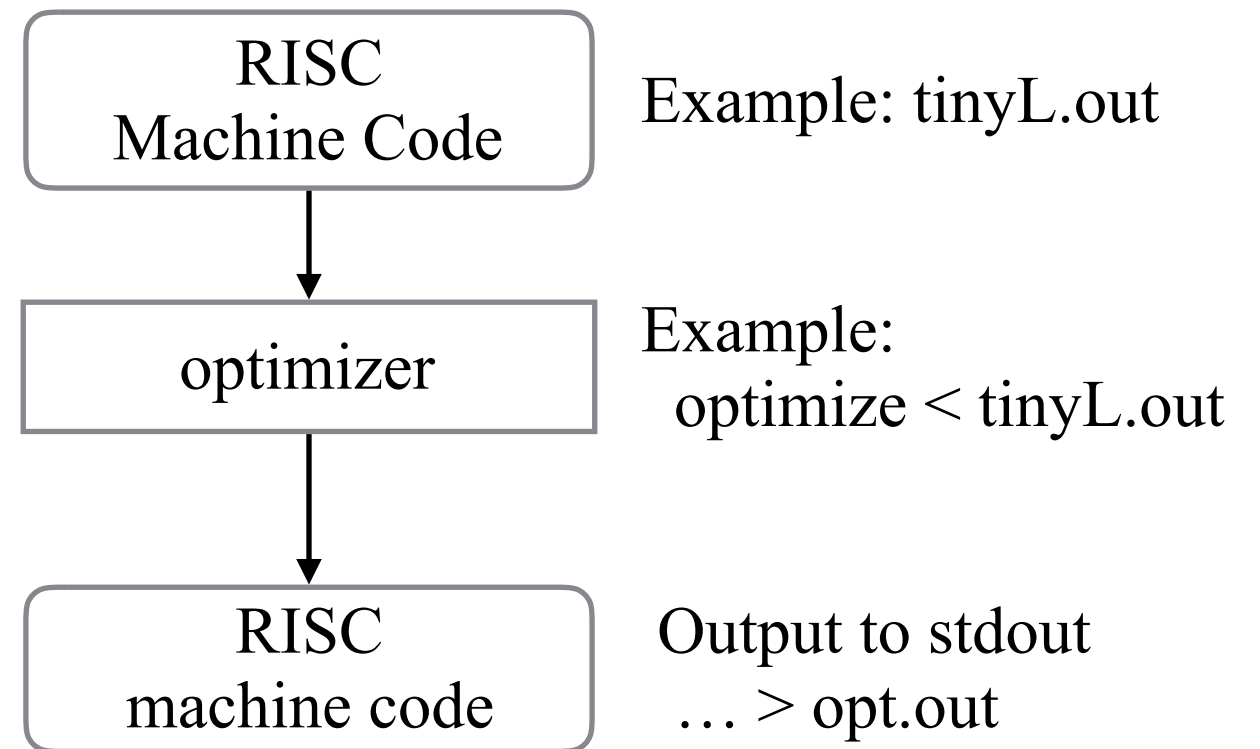 RISC
Machine Code
Example: tinyL.out
optimizer
Example:
optimize < tinyL.out
RISC
machine code
Output to stdout
… > opt.out